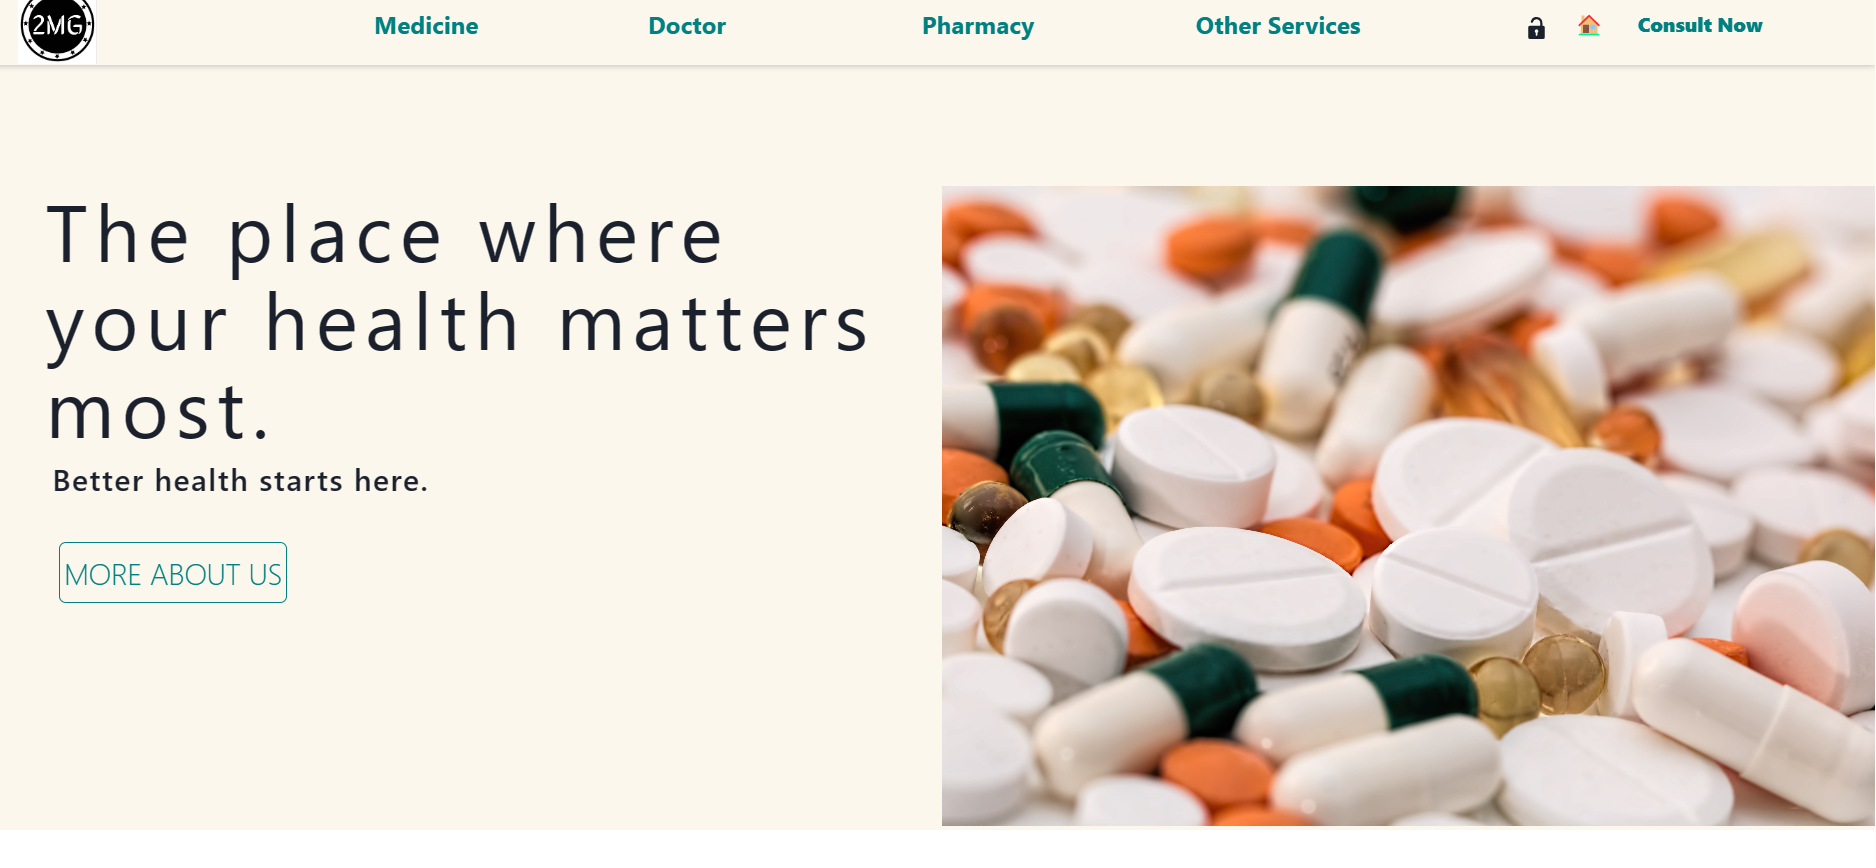 2MG
Medicine
Doctor
Pharmacy
Other Services
Consult Now
The place where
your health matters
most.
Better health starts here.
MORE ABOUT US